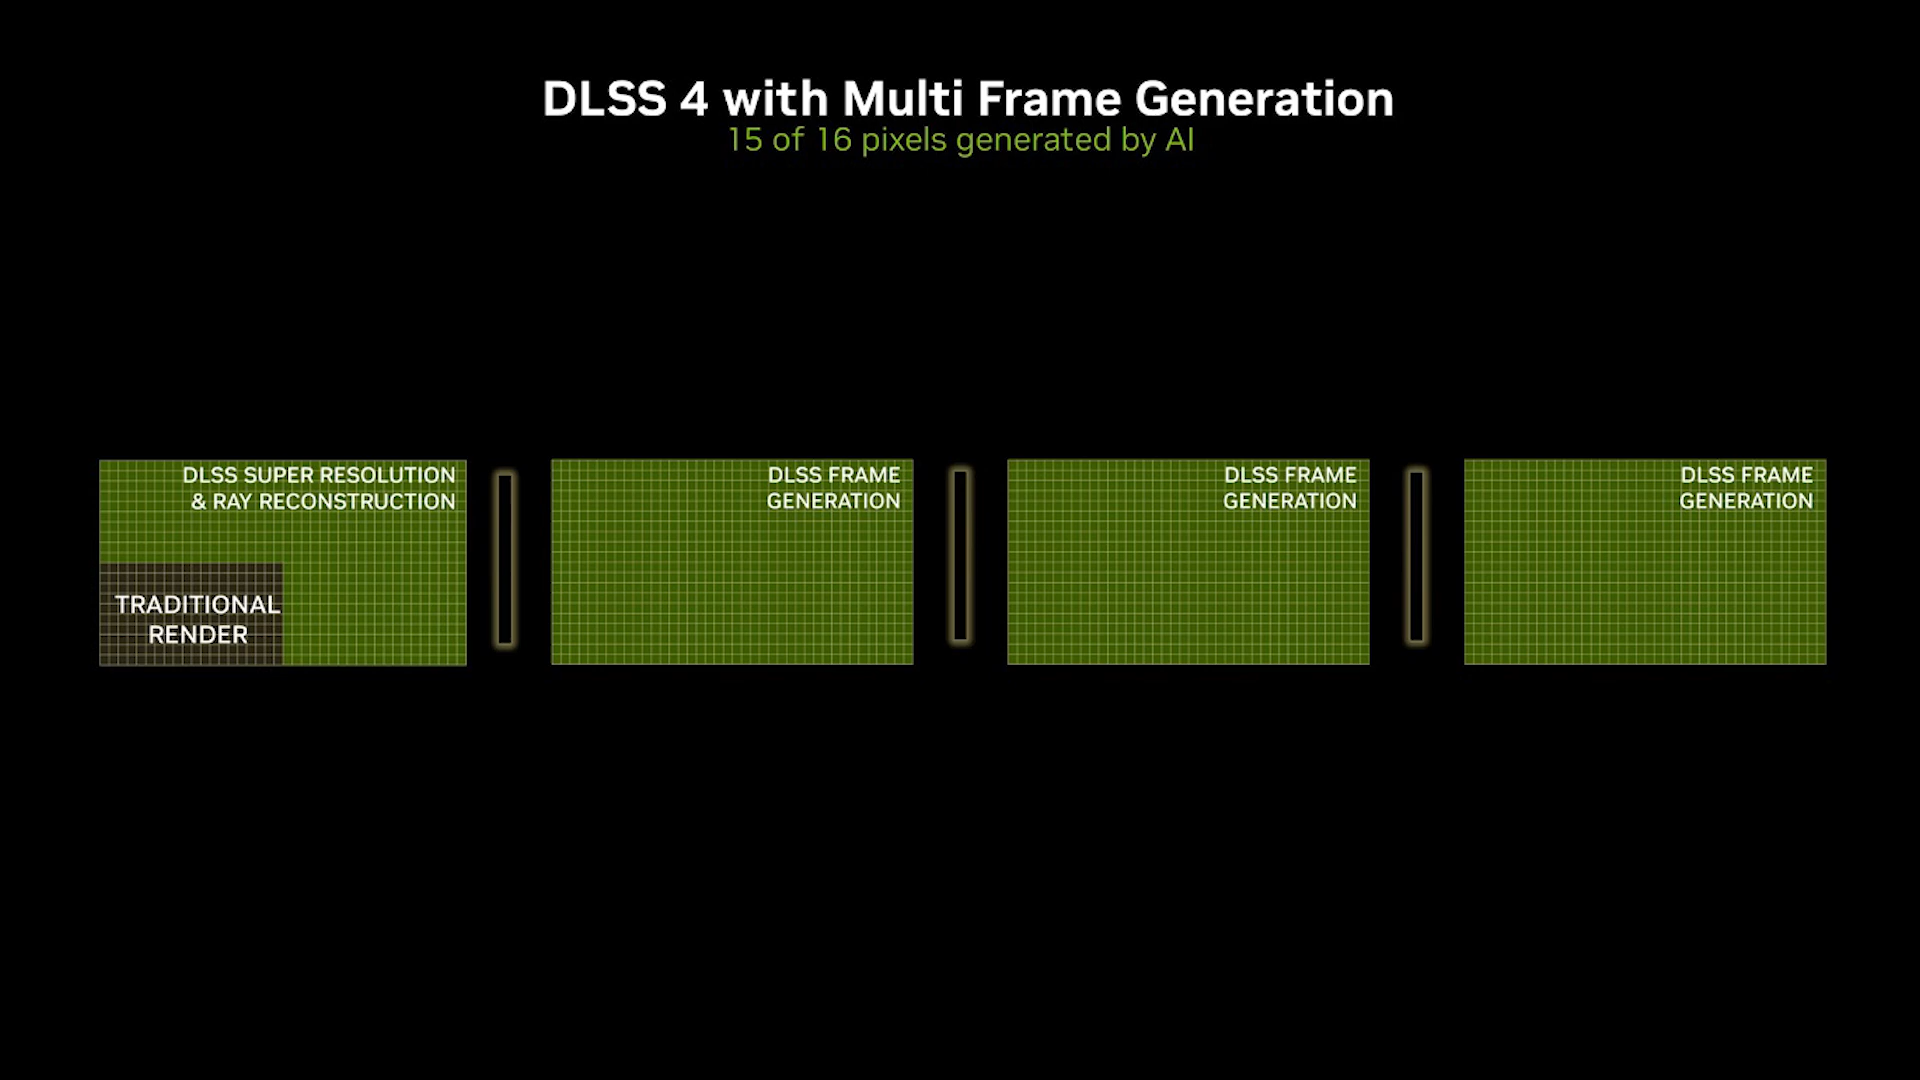 DLSS 4 with Multi Frame Generation
15 of 16 pixels generated by AI
DLSS SUPER RESOLUTION
& RAY RECONSTRUCTION
TRADITIONAL
RENDER
DLSS FRAME
GENERATION
DLSS FRAME
GENERATION
DLSS FRAME
GENERATION